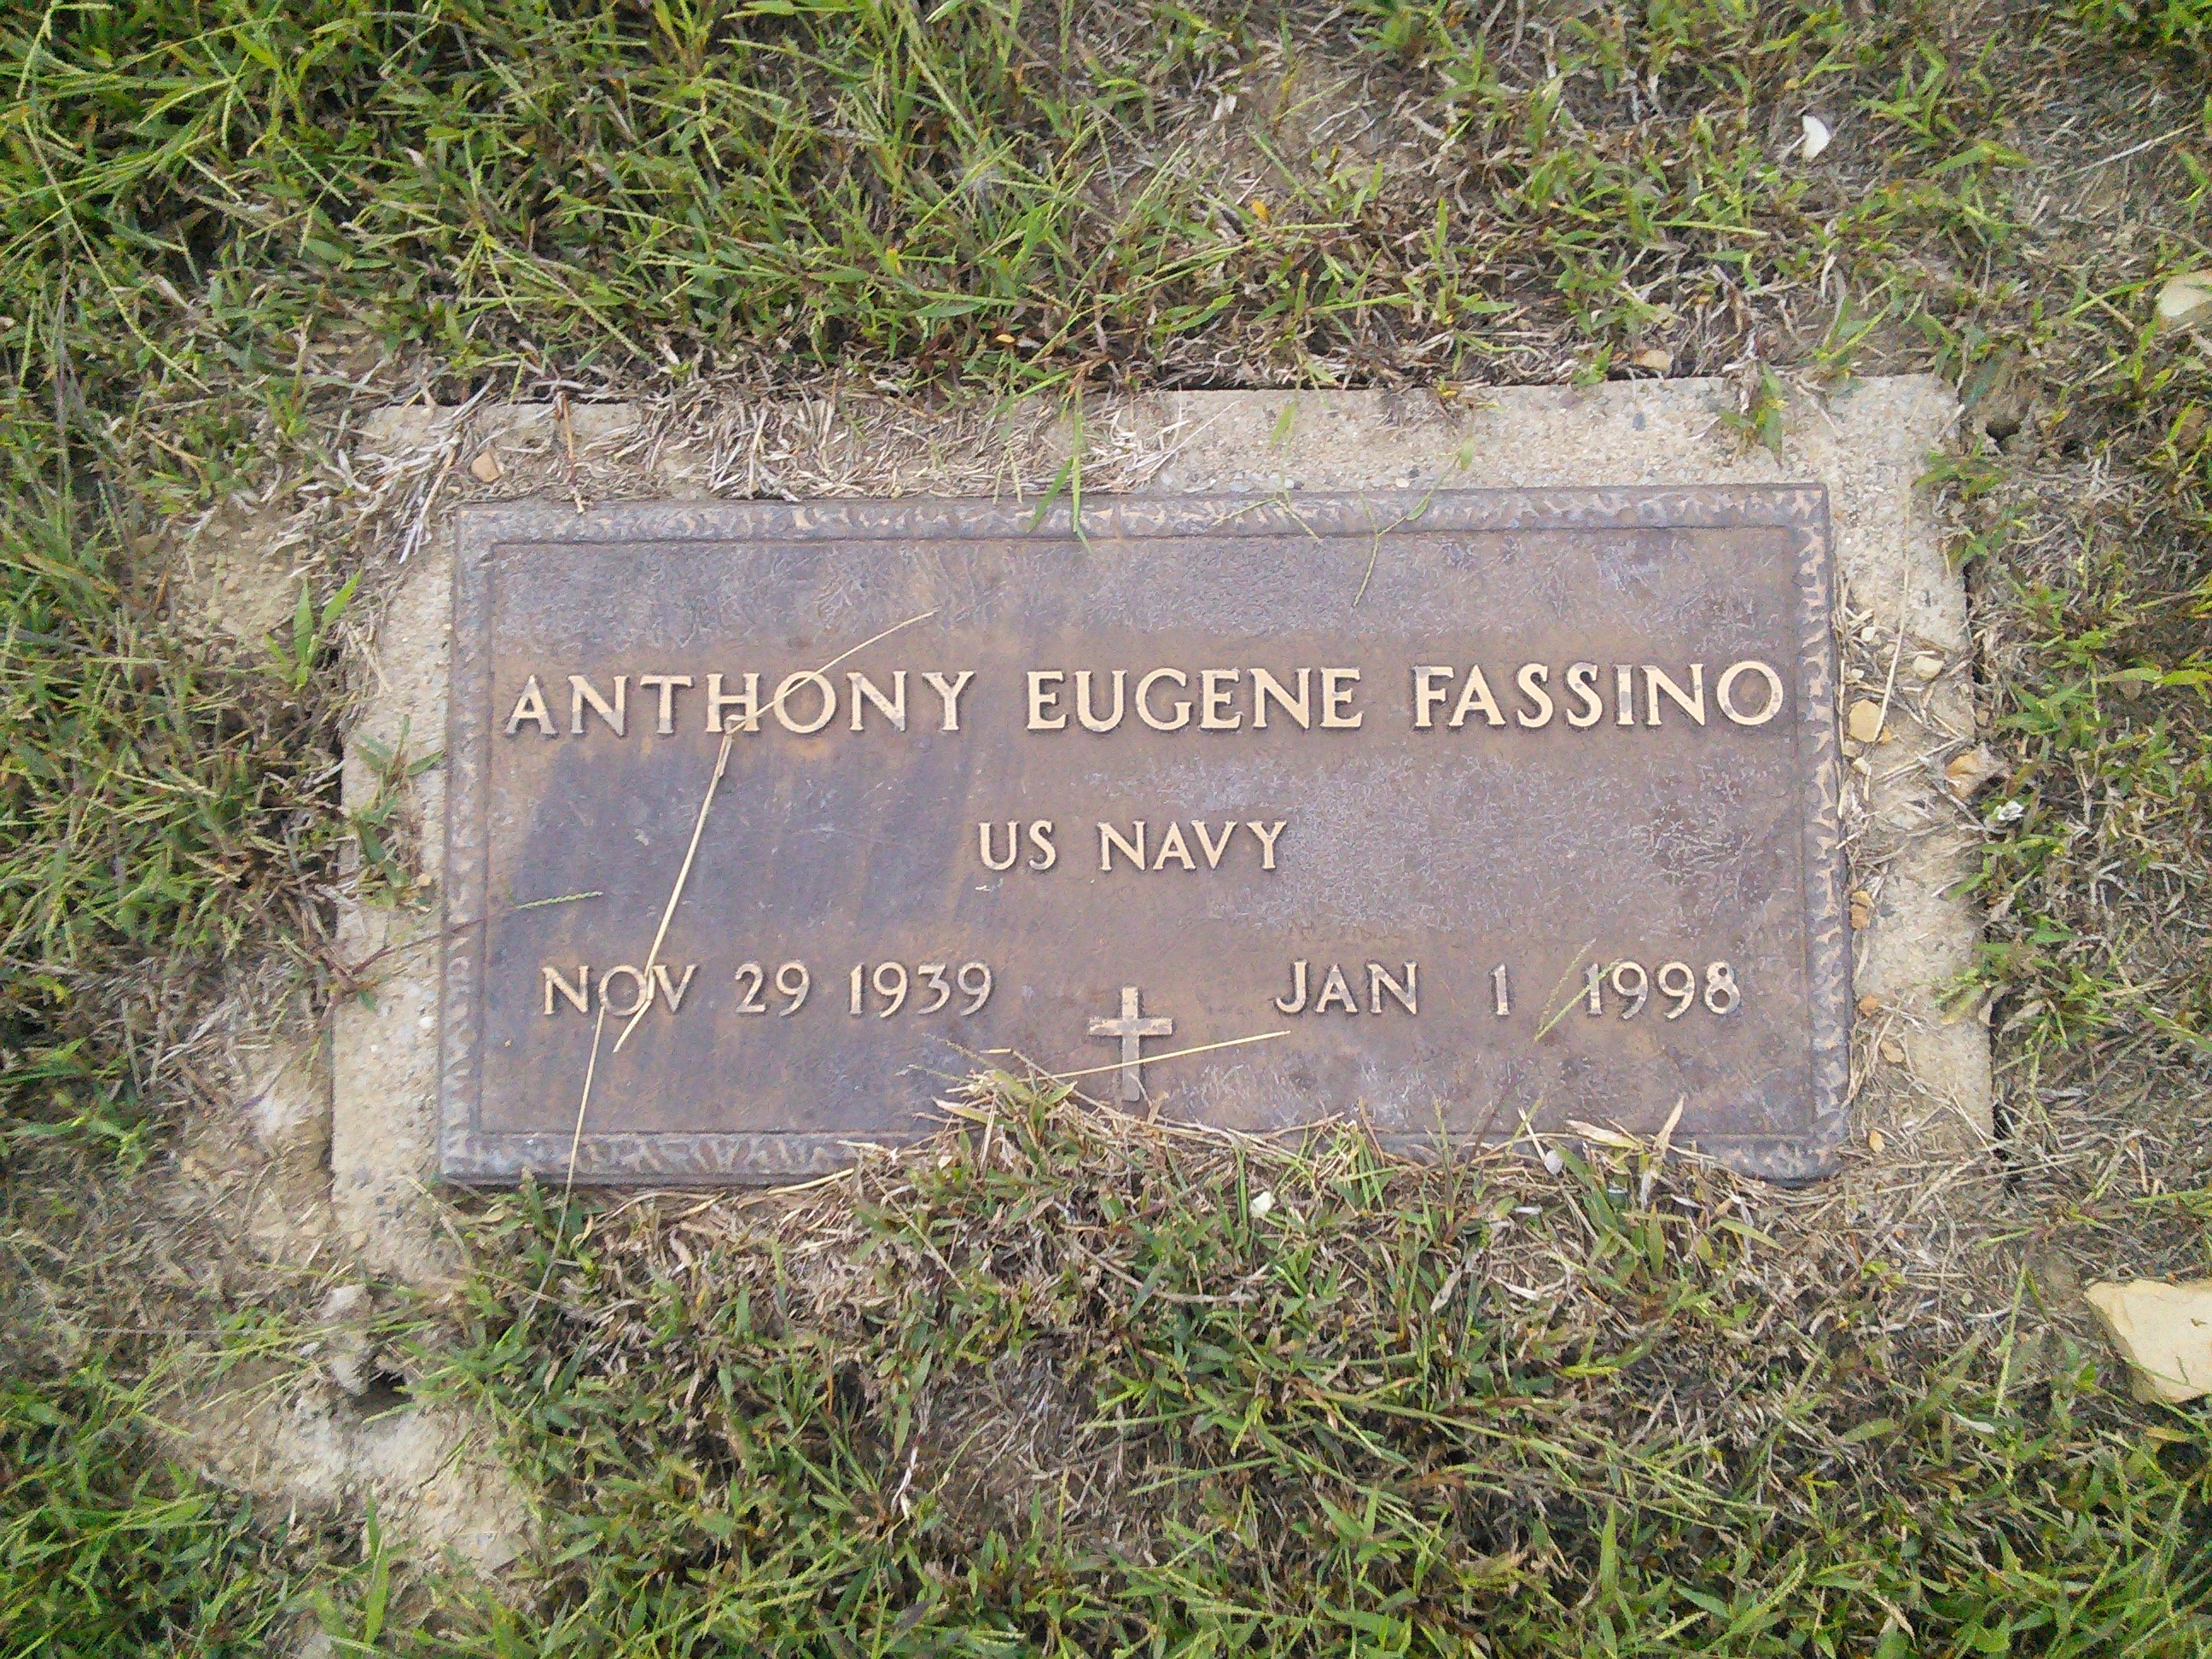 ANTHONY EUGENE FASSINO
US NAVY
NOV 29 1939 JAN 1 1998